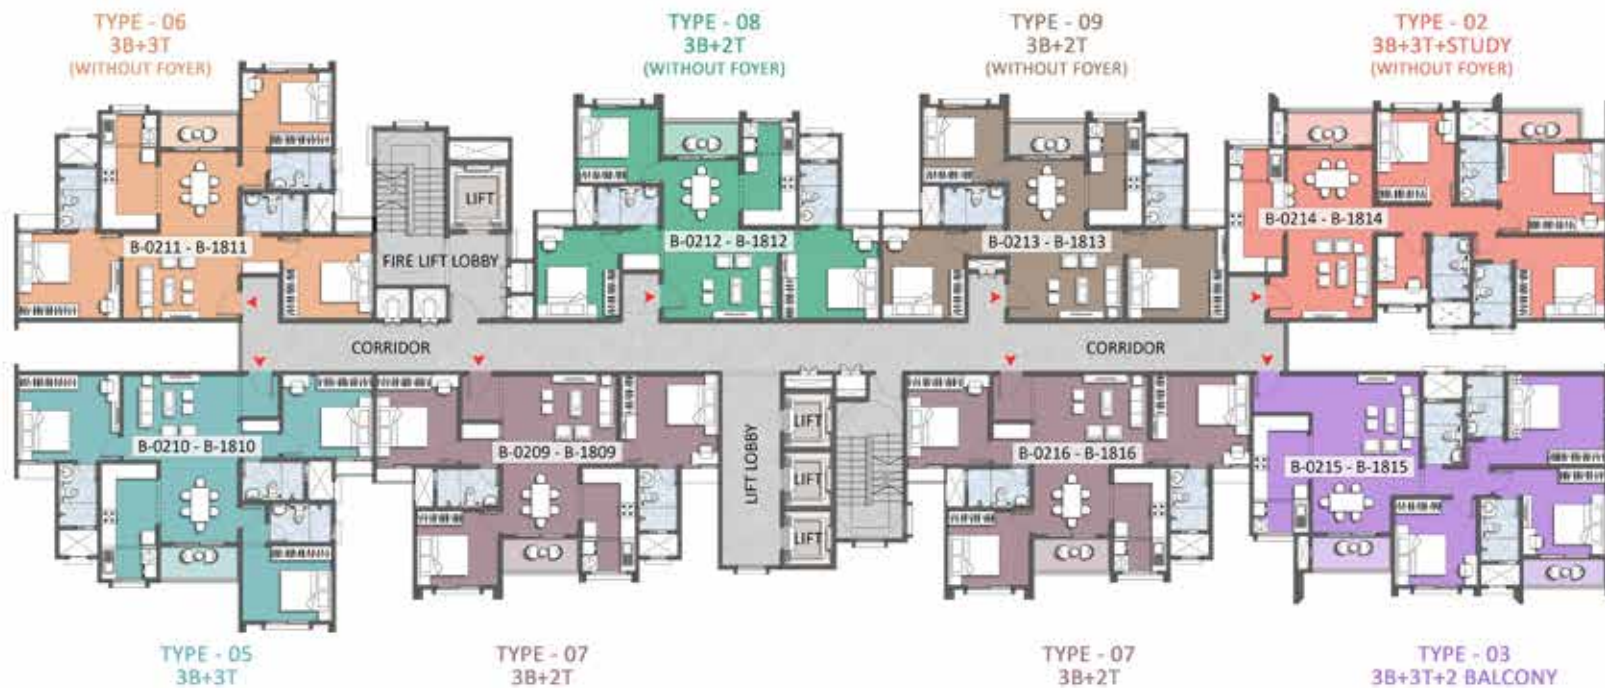 TYPE - 06
3B+3T
(WITHOUT FOYER)
TYPE - 08
3B+2T
(WITHOUT FOYER)
TYPE - 09
3B+2T
(WITHOUT FOYER)
TYPE - 02
3B+3T+STUDY
(WITHOUT FOYER)
LIFT
B-0211 - B-1811
FIRE LIFT LOBBY
B-0212 - B-1812
B-0213 - B-1813
B-0214 - B-1814
CORRIDOR
CORRIDOR
B-0210 - B-1810
B-0209 - B-1809
LIFT LOBBY
LIFT
LIFT
LIFT
B-0216 - B-1816
B-0215 - B-1815
TYPE - 05
3B+3T
TYPE - 07
3B+2T
TYPE - 07
3B+2T
TYPE - 03
3B+3T+2 BALCONY